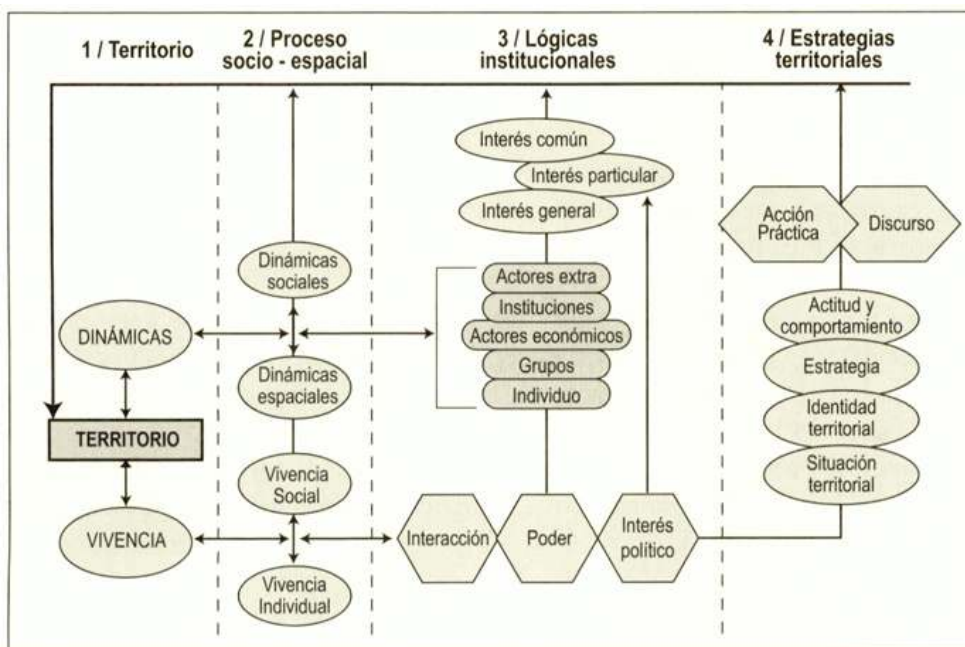 1 / Territorio
2 / Proceso
socio - espacial
3 / Lógicas
institucionales
4 / Estrategias
territoriales
DINÁMICAS
TERRITORIO
VIVENCIA
Dinámicas
sociales
Dinámicas
espaciales
Vivencia
Social
Vivencia
Individual
Interés común
Interés particular
Interés general
Actores extra
Instituciones
Actores económicos
Grupos
Individuo
Interacción
Poder
Interés
político
Acción
Práctica
Discurso
Actitud y
comportamiento
Estrategia
Identidad
territorial
Situación
territorial